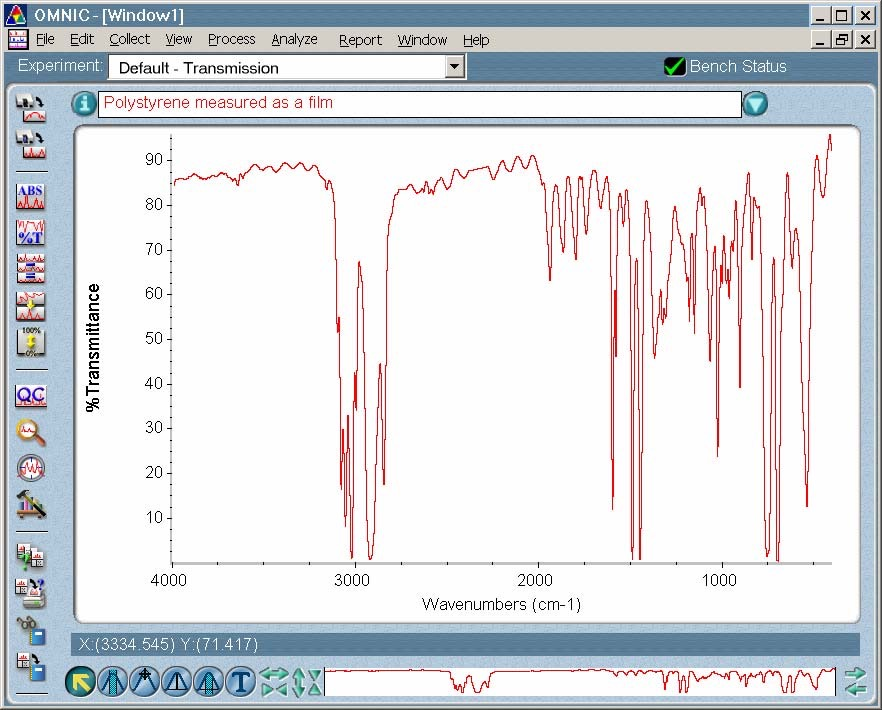 OMNIC - [Window1]
File Edit Collect View Process Analyze Report Window Help
Experiment: Default - Transmission Bench Status
Polystyrene measured as a film
ABS
%T
100%
0%
QC
%Transmittance
90
80
70
60
50
40
30
20
10
4000 3000 2000 1000
Wavenumbers (cm-1)
X:(3334.545) Y:(71.417)
T